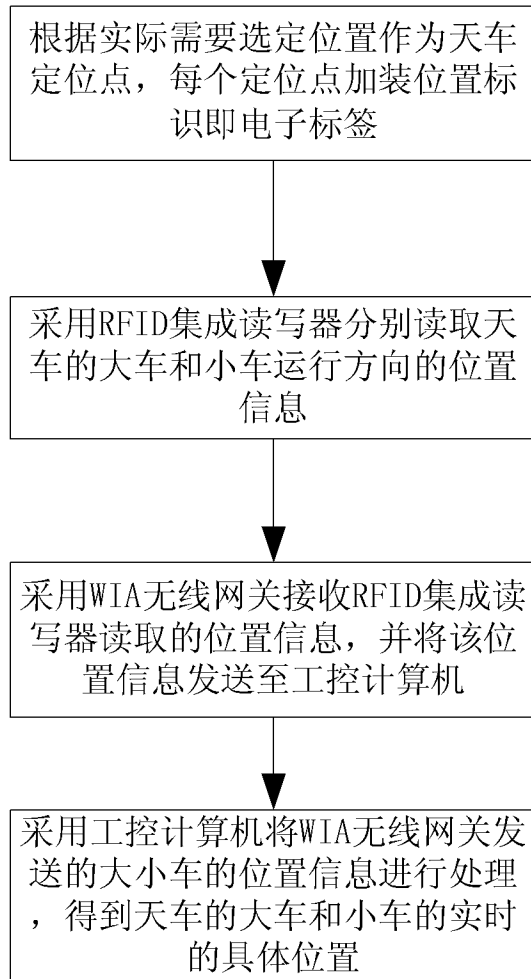 根据实际需要选定位置作为天车
定位点，每个定位点加装位置标
识即电子标签
采用RFID集成读写器分别读取天
车的大车和小车运行方向的位置
信息
采用WIA无线网关接收RFID集成读
写器读取的位置信息，并将该位
置信息发送至工控计算机
采用工控计算机将WIA无线网关发
送的大小车的位置信息进行处理
，得到天车的大车和小车的实时
的具体位置